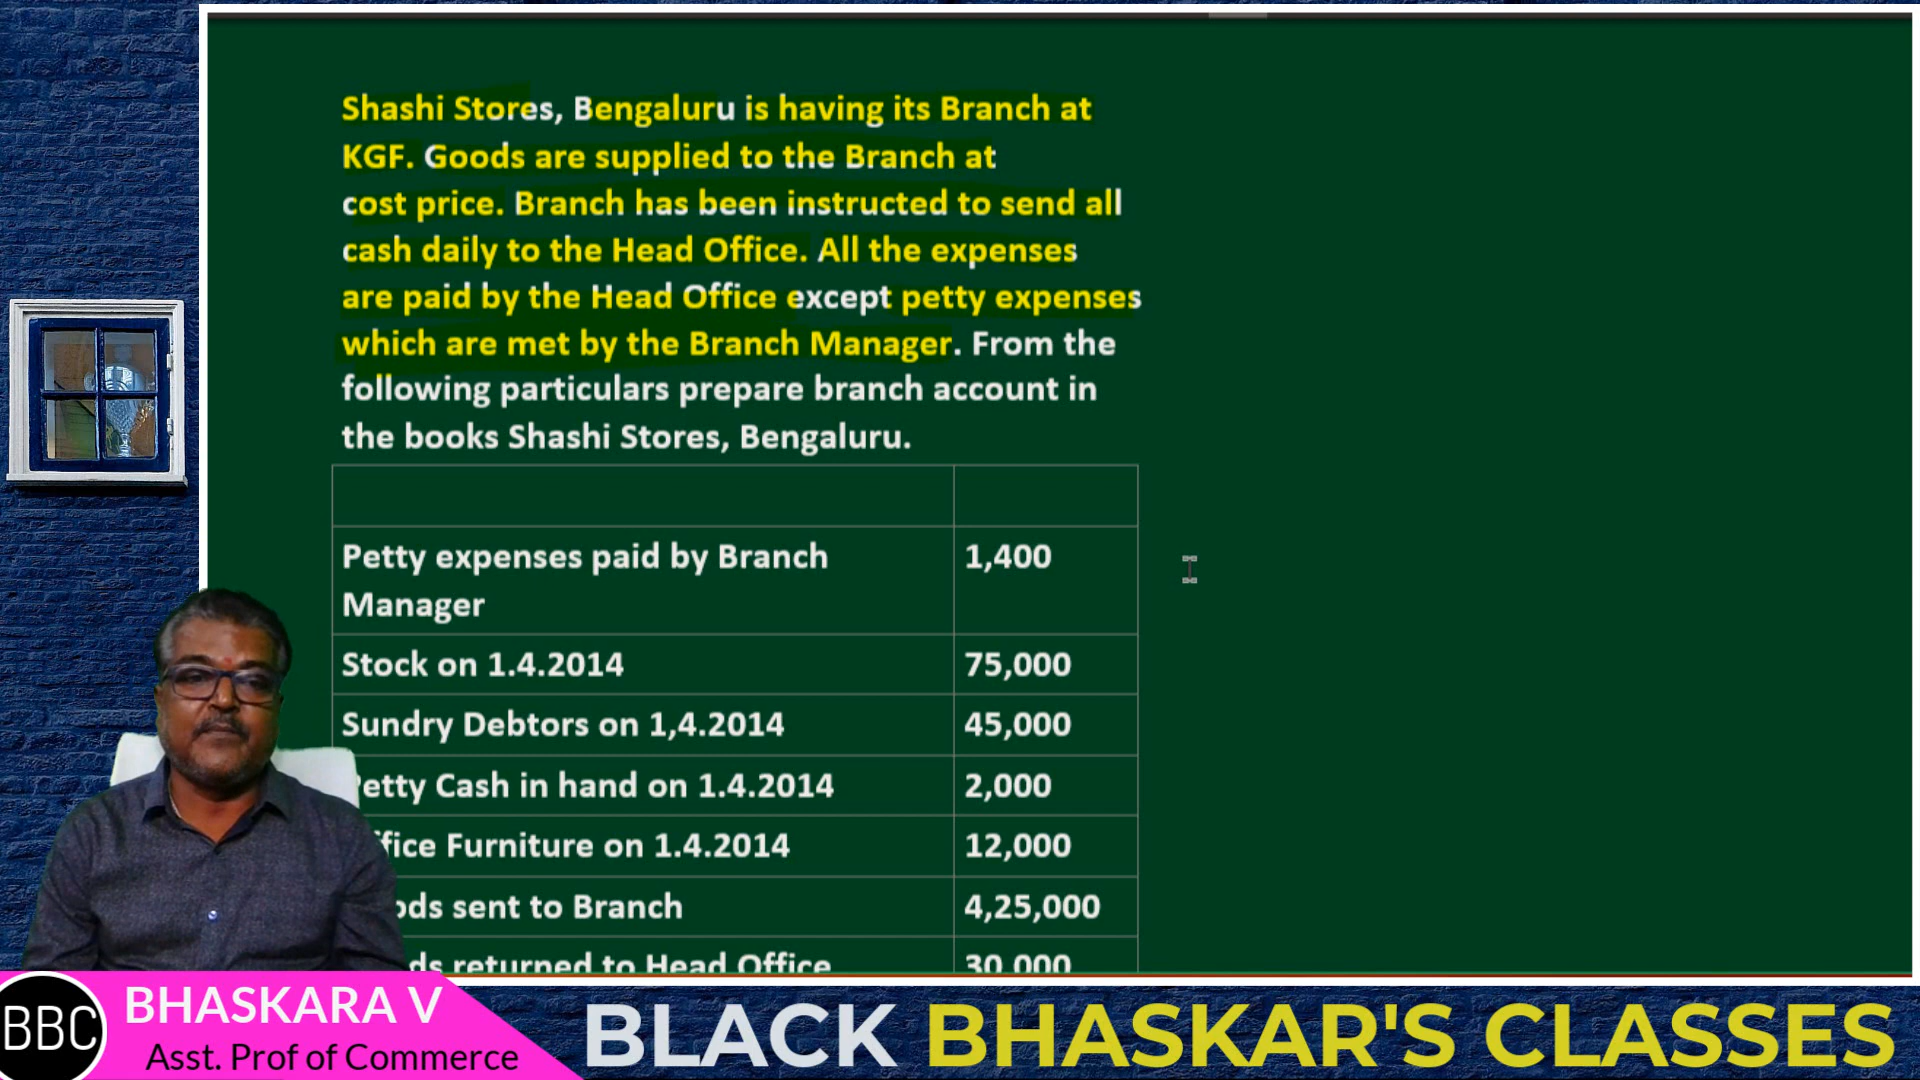 Shashi Stores, Bengaluru is having its Branch at
KGF. Goods are supplied to the Branch at
cost price. Branch has been instructed to send all
cash daily to the Head Office. All the expenses
are paid by the Head Office except petty expenses
which are met by the Branch Manager. From the
following particulars prepare branch account in
the books Shashi Stores, Bengaluru.
Petty expenses paid by Branch 1,400
Manager
Stock on 1.4.2014 75,000
Sundry Debtors on 1,4.2014 45,000
Petty Cash in hand on 1.4.2014 2,000
Office Furniture on 1.4.2014 12,000
Goods sent to Branch 4,25,000
Goods returned to Head Office 30,000
BBC
BHASKARA V
Asst. Prof of Commerce
BLACK BHASKAR'S CLASSES